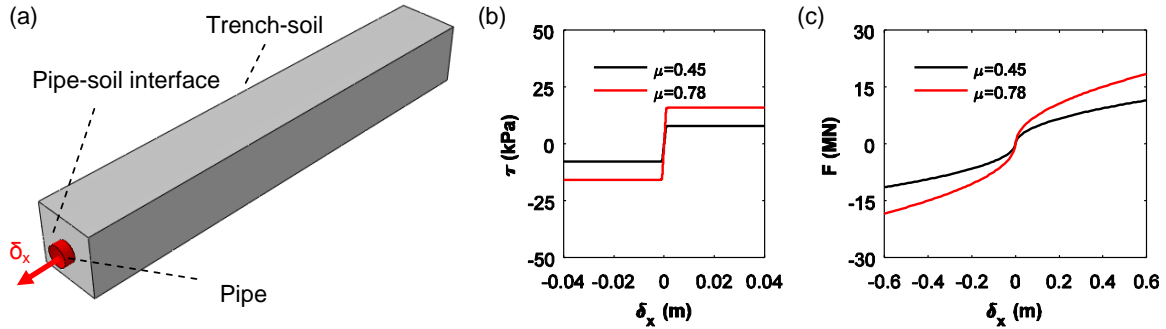 (a)
Trench-soil
Pipe-soil interface
δx
Pipe
(b)
50
25
0
-25
-50
τ (kPa)
μ=0.45
μ=0.78
-0.04 -0.02 0 0.02 0.04
δ_x (m)
(c)
30
15
0
-15
-30
F (MN)
μ=0.45
μ=0.78
-0.6 -0.4 -0.2 0 0.2 0.4 0.6
δ_x (m)